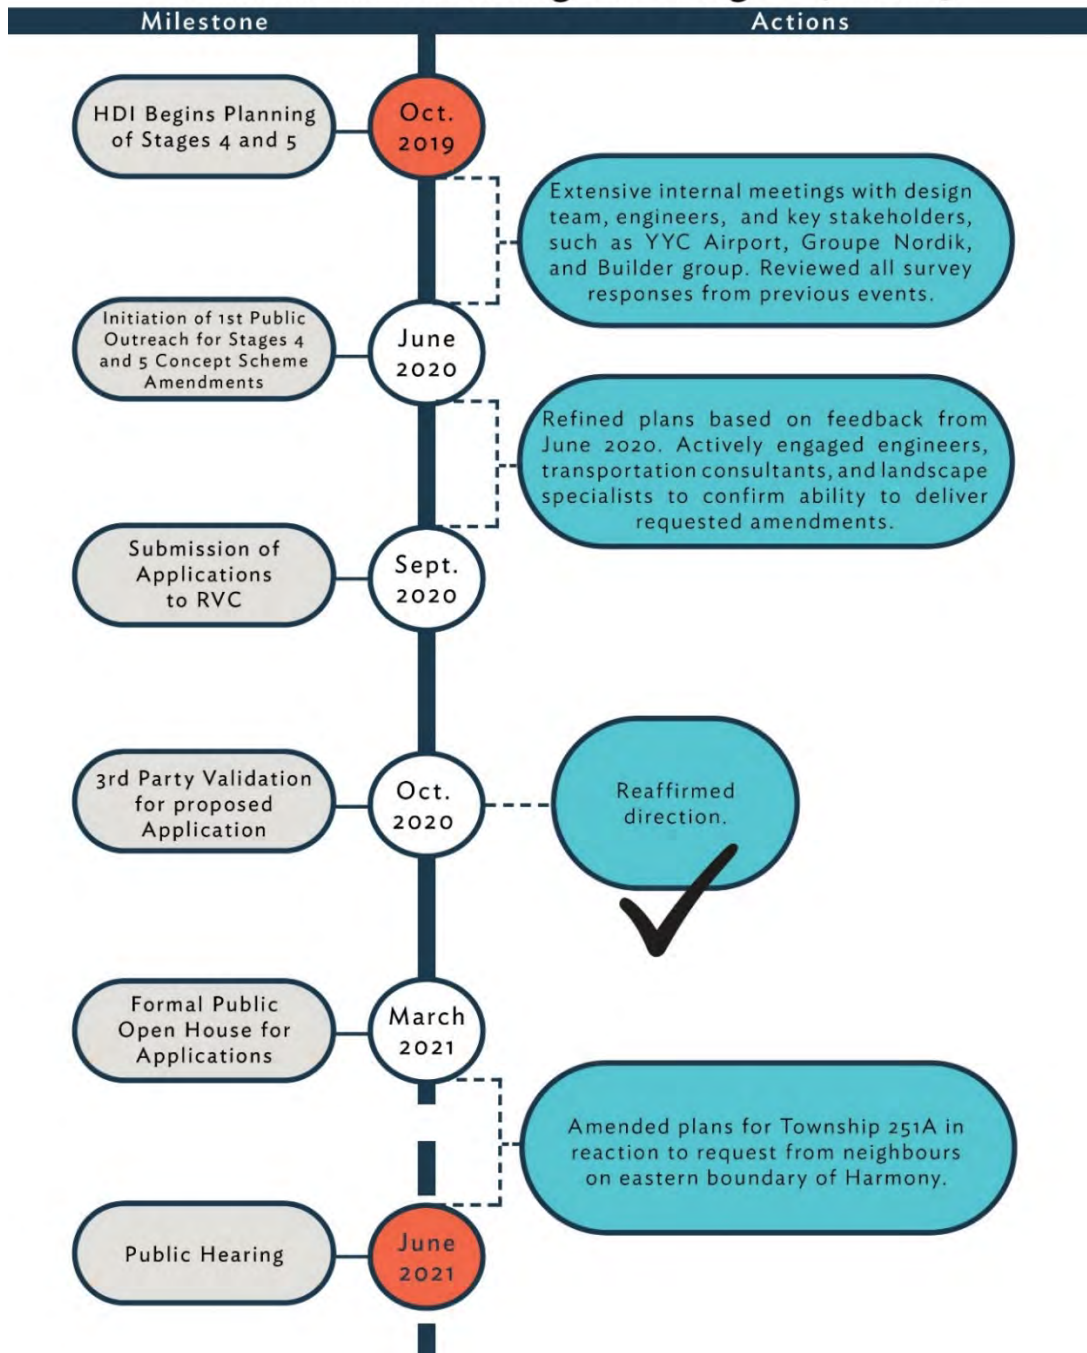 Milestone
Actions
HDI Begins Planning
of Stages 4 and 5
Oct.
2019
Extensive internal meetings with design
team, engineers, and key stakeholders,
such as YYC Airport, Groupe Nordik,
and Builder group. Reviewed all survey
responses from previous events.
Initiation of 1st Public
Outreach for Stages 4
and 5 Concept Scheme
Amendments
June
2020
Refined plans based on feedback from
June 2020. Actively engaged engineers,
transportation consultants, and landscape
specialists to confirm ability to deliver
requested amendments.
Submission of
Applications
to RVC
Sept.
2020
3rd Party Validation
for proposed
Application
Oct.
2020
Reaffirmed
direction.
Formal Public
Open House for
Applications
March
2021
Amended plans for Township 251A in
reaction to request from neighbours
on eastern boundary of Harmony.
Public Hearing
June
2021